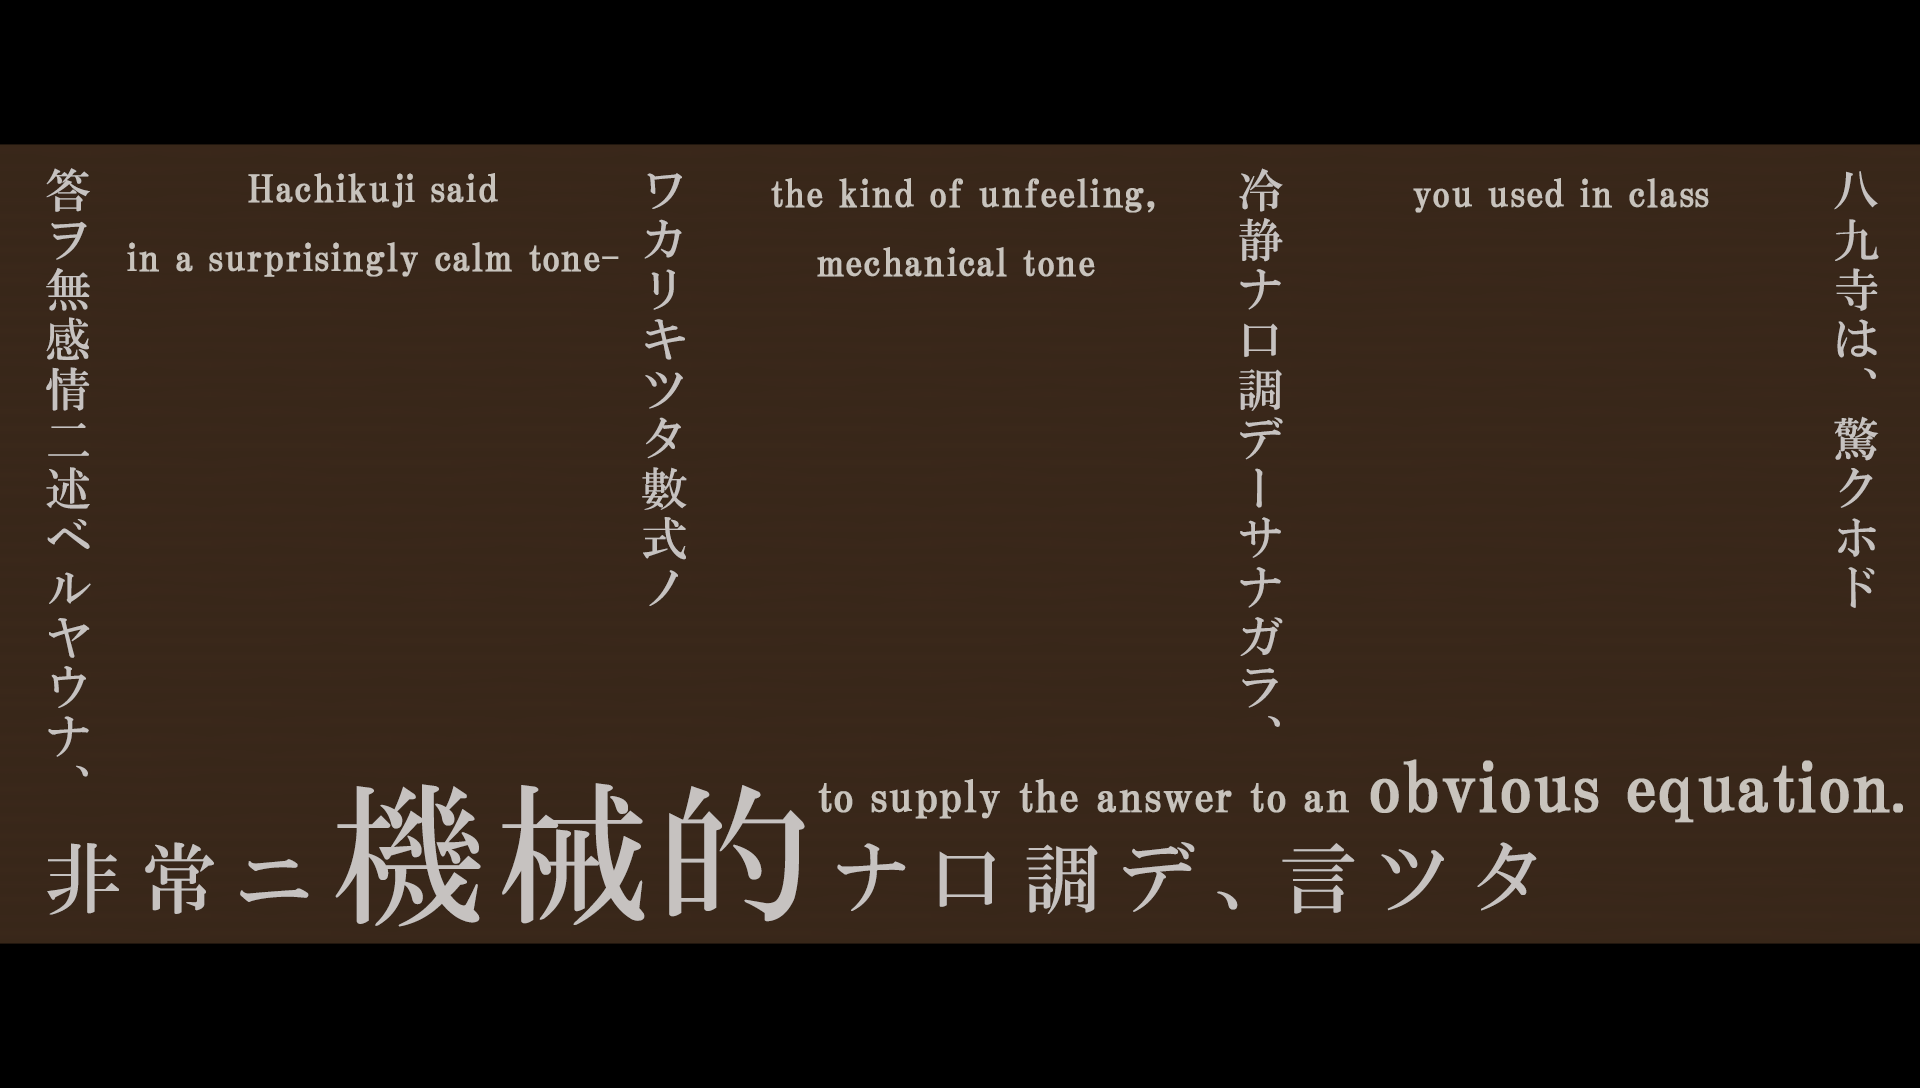 八九寺は、驚クホド
冷静ナ口調デーサナガラ、
ワカリキツタ數式ノ
答ヲ無感情ニ述ベルヤウナ、
非常ニ機械的ナ口調デ、言ツタ
Hachikuji said
in a surprisingly calm tone-
the kind of unfeeling,
mechanical tone
you used in class
to supply the answer to an obvious equation.